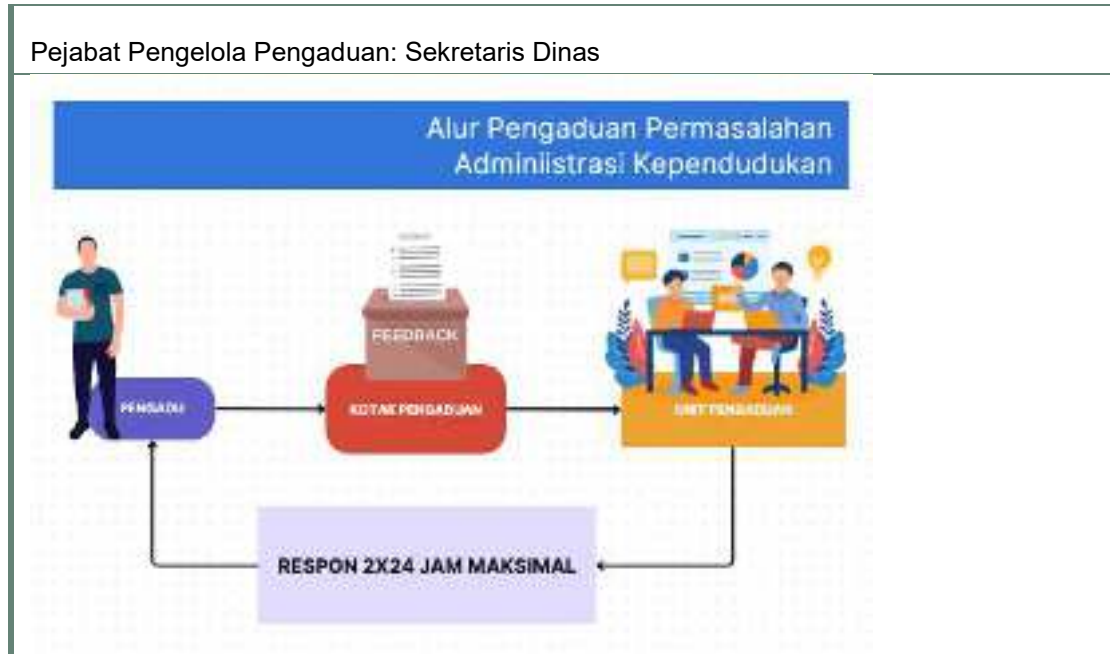 Pejabat Pengelola Pengaduan: Sekretaris Dinas
Alur Pengaduan Permasalahan
Adminiistrasi Kependudukan
FEEDBACK
PENGADU
KOTAK PENGADUAN
UNIT PENGADUAN
RESPON 2X24 JAM MAKSIMAL